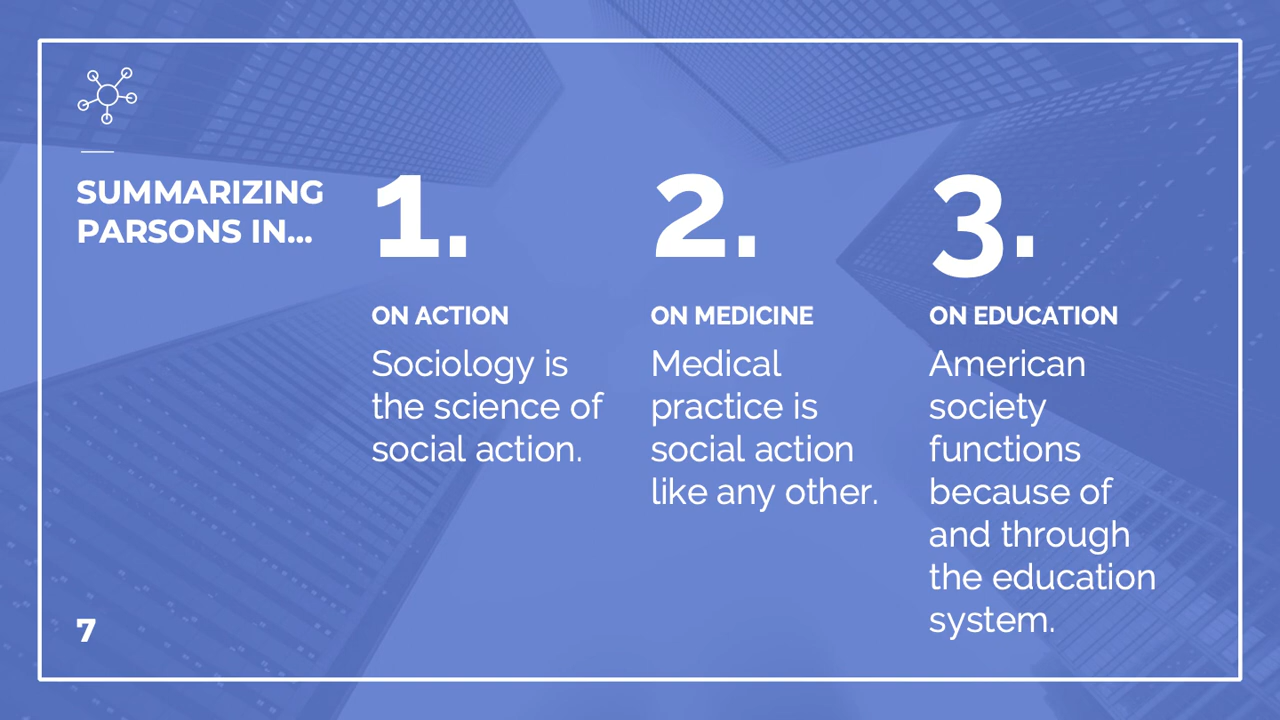 SUMMARIZING
PARSONS IN...
1.
ON ACTION
Sociology is
the science of
social action.
2.
ON MEDICINE
Medical
practice is
social action
like any other.
3.
ON EDUCATION
American
society
functions
because of
and through
the education
system.
7